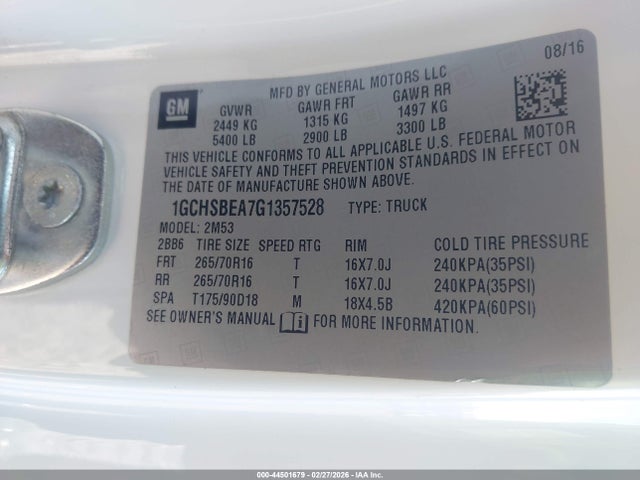 08/16
GM
MFD BY GENERAL MOTORS LLC
GVWR GAWR FRT GAWR RR
2449 KG 1315 KG 1497 KG
5400 LB 2900 LB 3300 LB
THIS VEHICLE CONFORMS TO ALL APPLICABLE U.S. FEDERAL MOTOR
VEHICLE SAFETY AND THEFT PREVENTION STANDARDS IN EFFECT ON
THE DATE OF MANUFACTURE SHOWN ABOVE.
1GCHSBEA7G1357528 TYPE: TRUCK
MODEL: 2M53
2BB6 TIRE SIZE SPEED RTG RIM COLD TIRE PRESSURE
FRT 265/70R16 T 16X7.0J 240KPA(35PSI)
RR 265/70R16 T 16X7.0J 240KPA(35PSI)
SPA T175/90D18 M 18X4.5B 420KPA(60PSI)
SEE OWNER'S MANUAL FOR MORE INFORMATION.
000-44501679 - 02/27/2026 - IAA Inc.